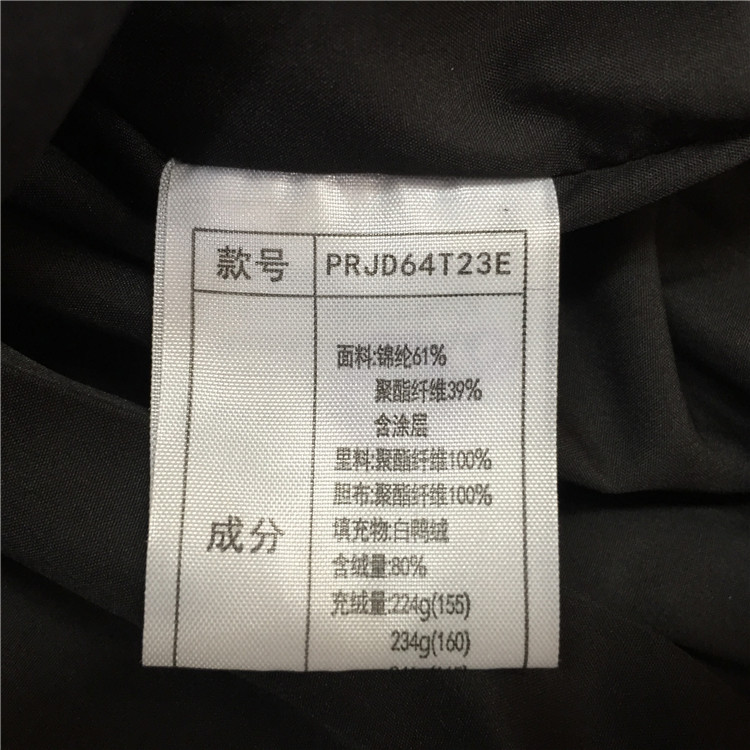 款号 PRJD64T23E
面料:锦纶61%
聚酯纤维39%
含涂层
里料:聚酯纤维100%
胆布:聚酯纤维100%
成分
填充物:白鸭绒
含绒量:80%
充绒量:224g(155)
234g(160)